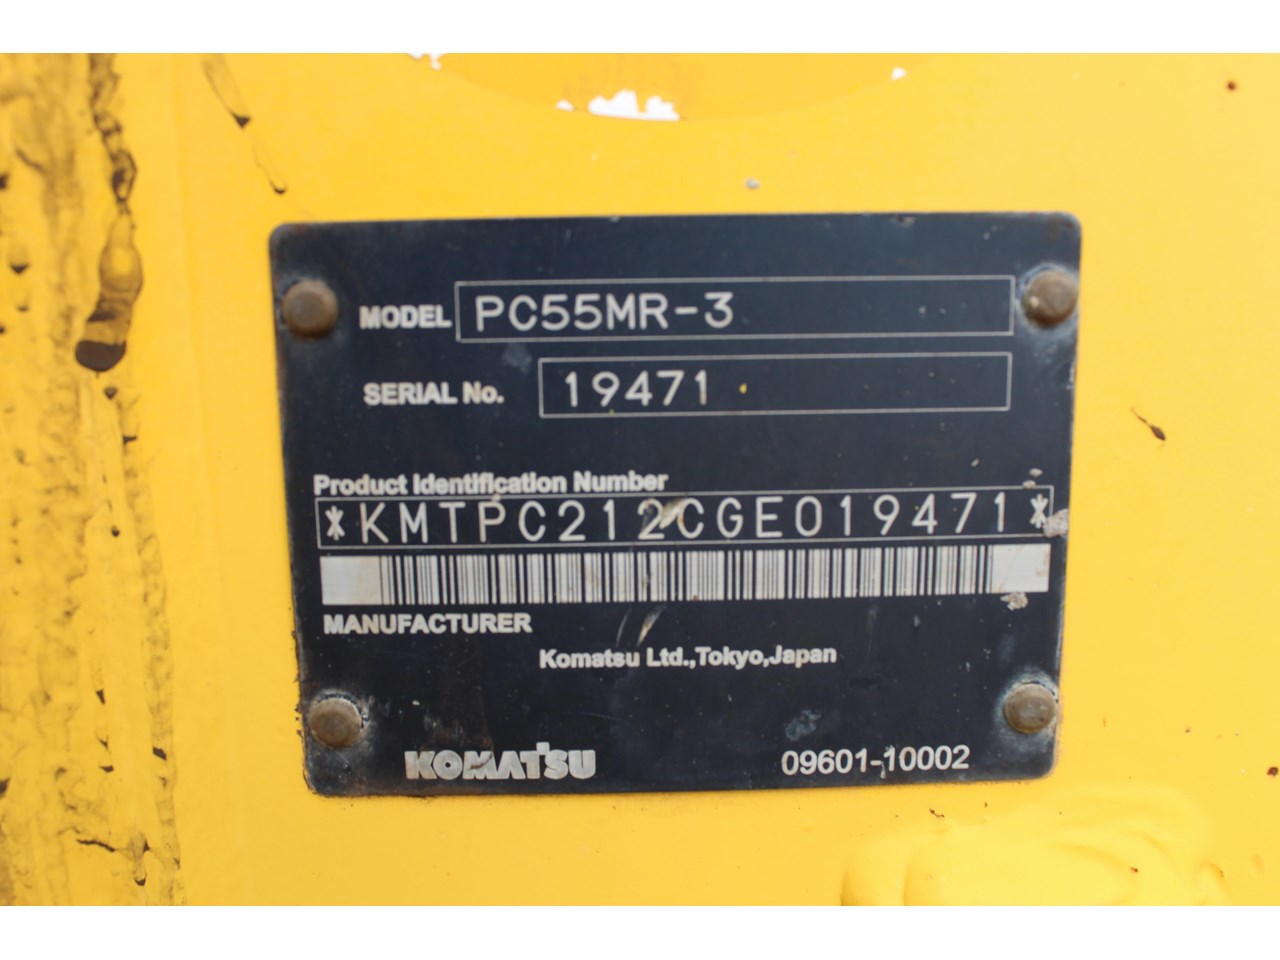 MODEL PC55MR-3
SERIAL No. 19471
Product Identification Number
*KMTPC212CGE019471*
MANUFACTURER
Komatsu Ltd.,Tokyo,Japan
KOMATSU 09601-10002